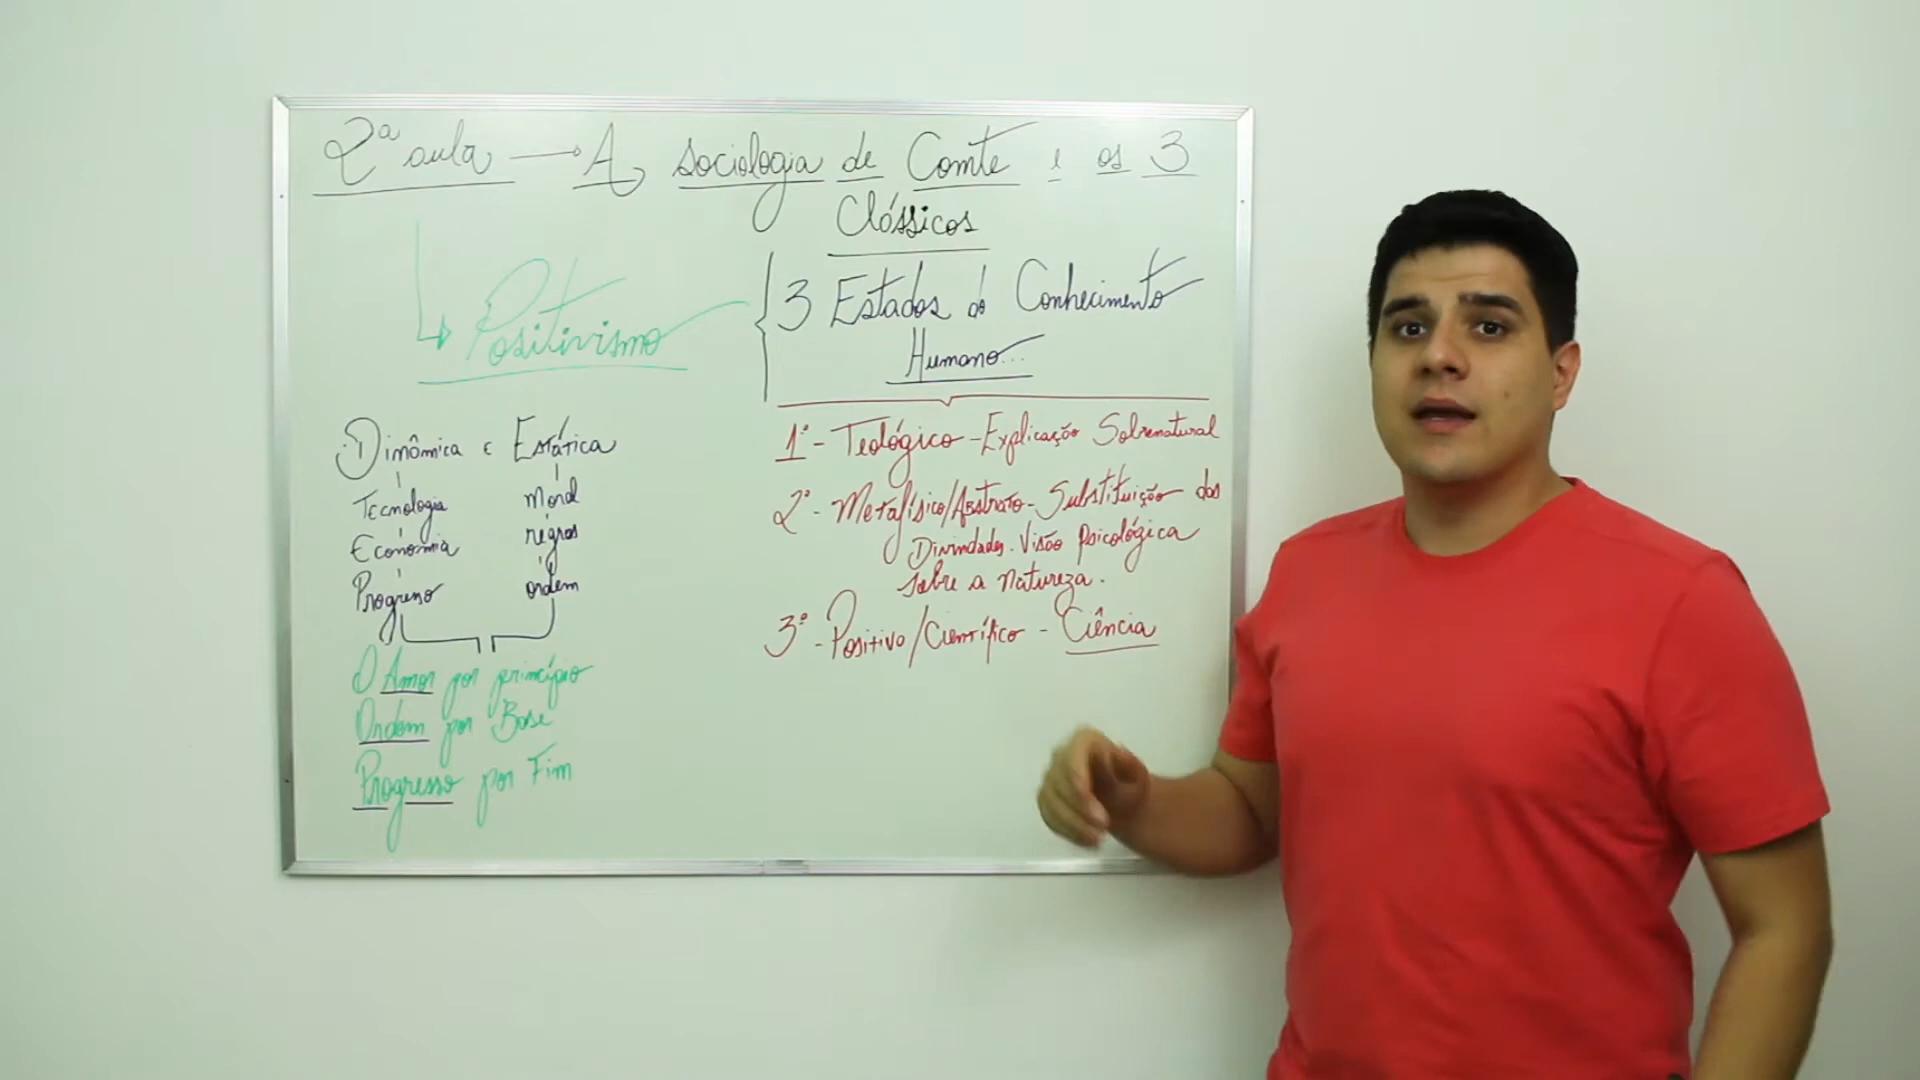 2ª aula → A sociologia de Comte e os 3
Clássicos
Positivismo
3 Estados do Conhecimento
Humano...
Dinâmica e Estática
Tecnologia
Economia
Progresso
Moral
regras
ordem
O Amor por princípio
Ordem por Base
Progresso por Fim
1º - Teológico - Explicação Sobrenatural
2º - Metafísico/Abstrato - Substituição das
Divindades. Visão Psicológica
sobre a natureza.
3º - Positivo/Científico - Ciência